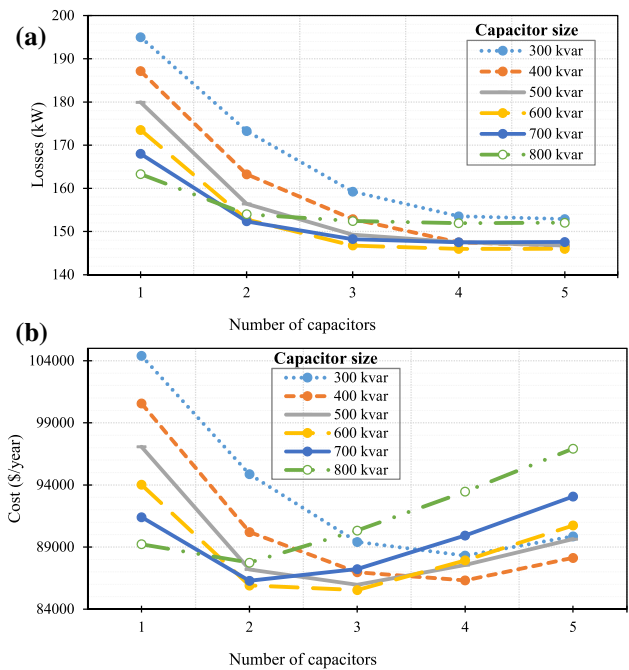 (a)
200
190
180
170
160
150
140
Losses (kW)
Capacitor size
300 kvar
400 kvar
500 kvar
600 kvar
700 kvar
800 kvar
1 2 3 4 5
Number of capacitors
(b)
104000
99000
94000
89000
84000
Cost ($/year)
Capacitor size
300 kvar
400 kvar
500 kvar
600 kvar
700 kvar
800 kvar
1 2 3 4 5
Number of capacitors